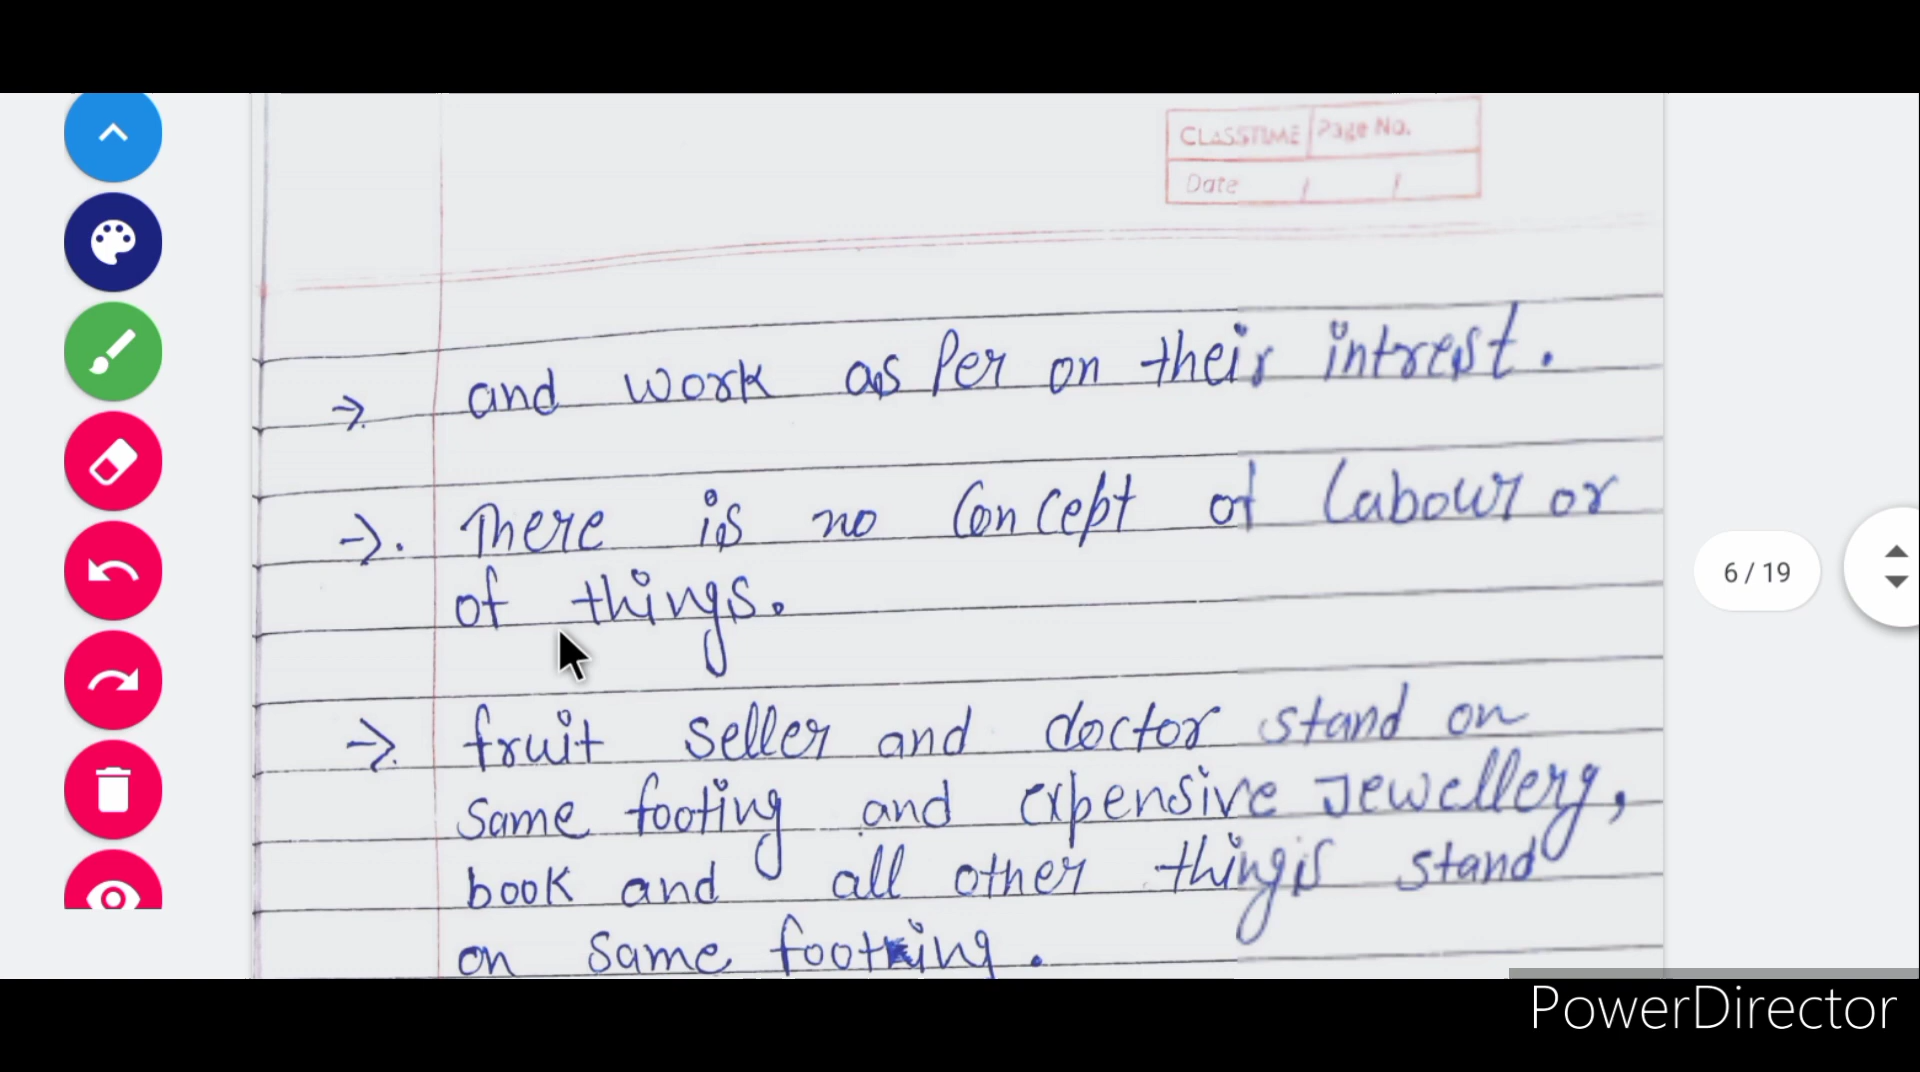 CLASSTIME Page No.
Date / /
→ and work as Per on their intrest.
→. There is no Concept of Labour or
of things.
→ fruit seller and doctor stand on
Same footing and expensive Jewellery,
book and all other things stand
on same footing.
6 / 19
PowerDirector